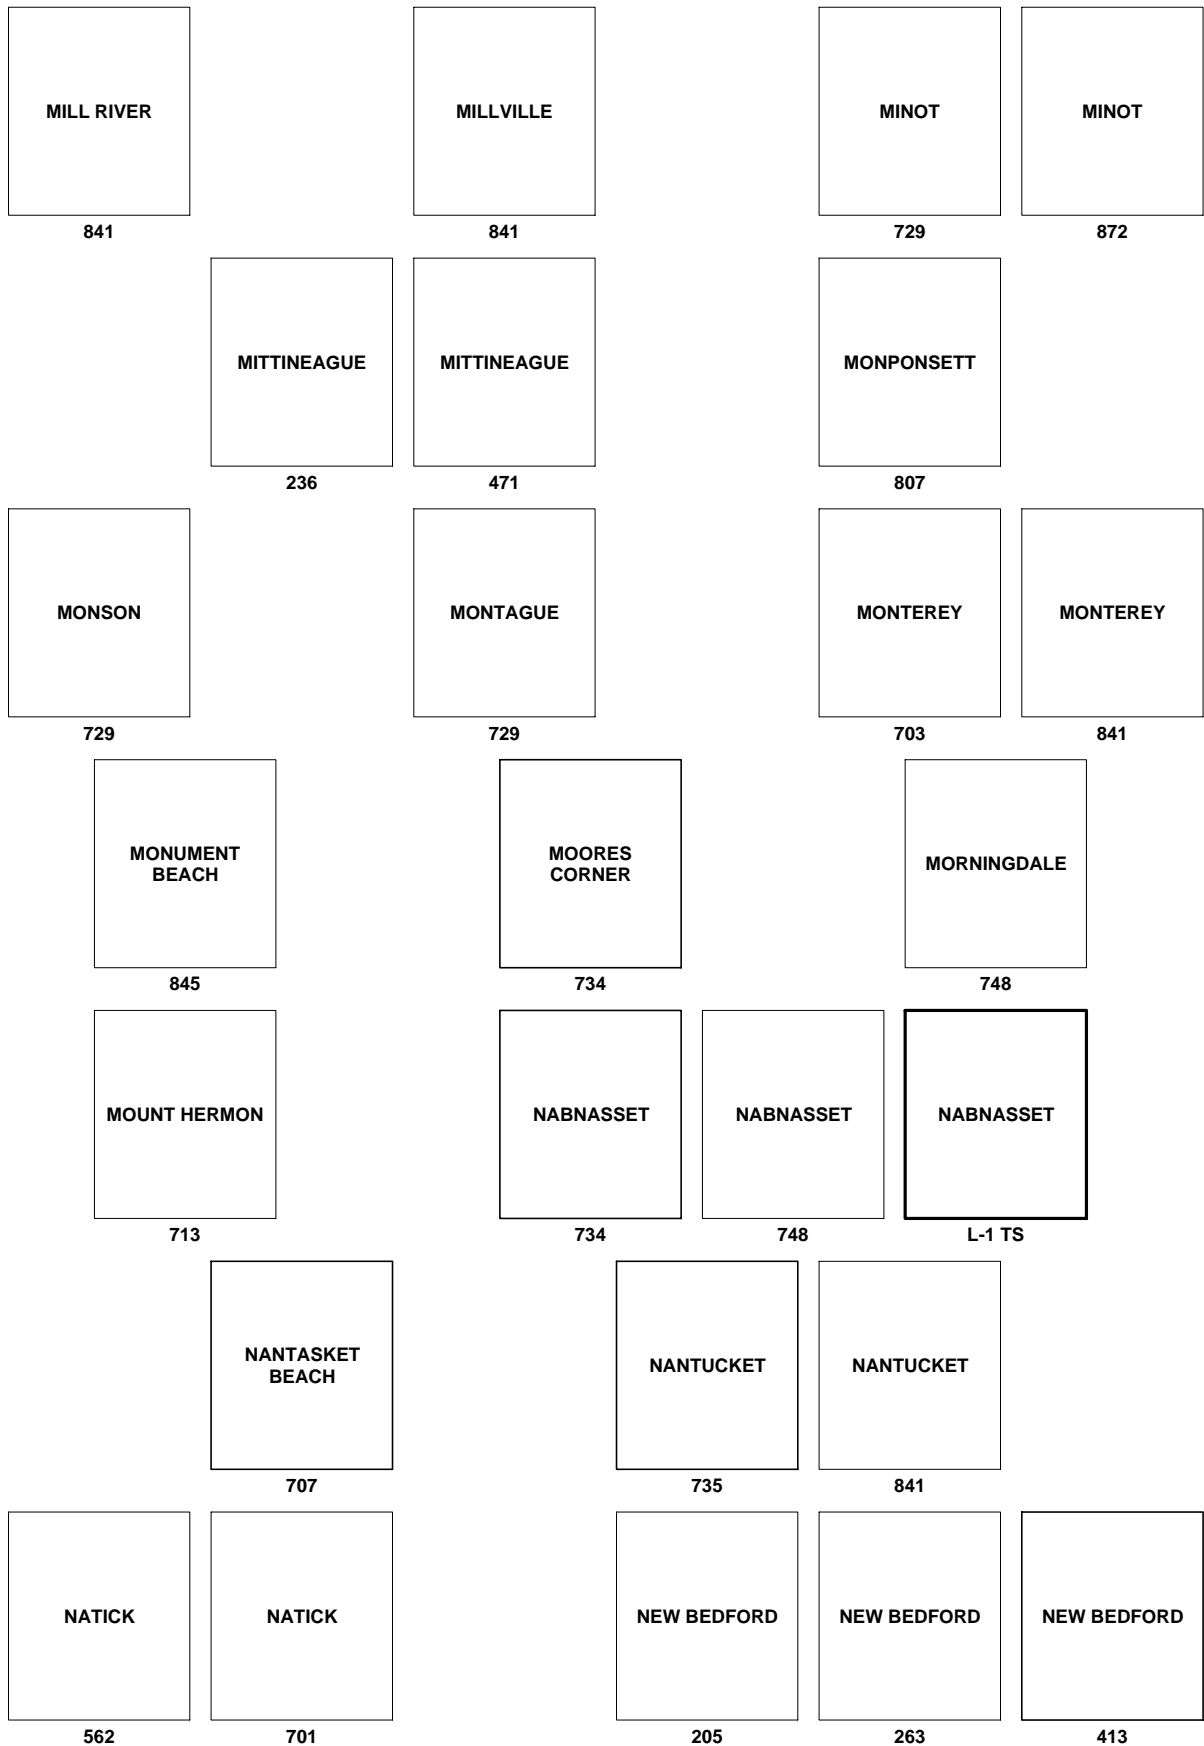 MILL RIVER
MILLVILLE
MINOT
MINOT
841
841
729
872
MITTINEAGUE
MITTINEAGUE
MONPONSETT
236
471
807
MONSON
MONTAGUE
MONTEREY
MONTEREY
729
729
703
841
MONUMENT
BEACH
MOORES
CORNER
MORNINGDALE
845
734
748
MOUNT HERMON
NABNASSET
NABNASSET
NABNASSET
713
734
748
L-1 TS
NANTASKET
BEACH
NANTUCKET
NANTUCKET
707
735
841
NATICK
NATICK
NEW BEDFORD
NEW BEDFORD
NEW BEDFORD
562
701
205
263
413